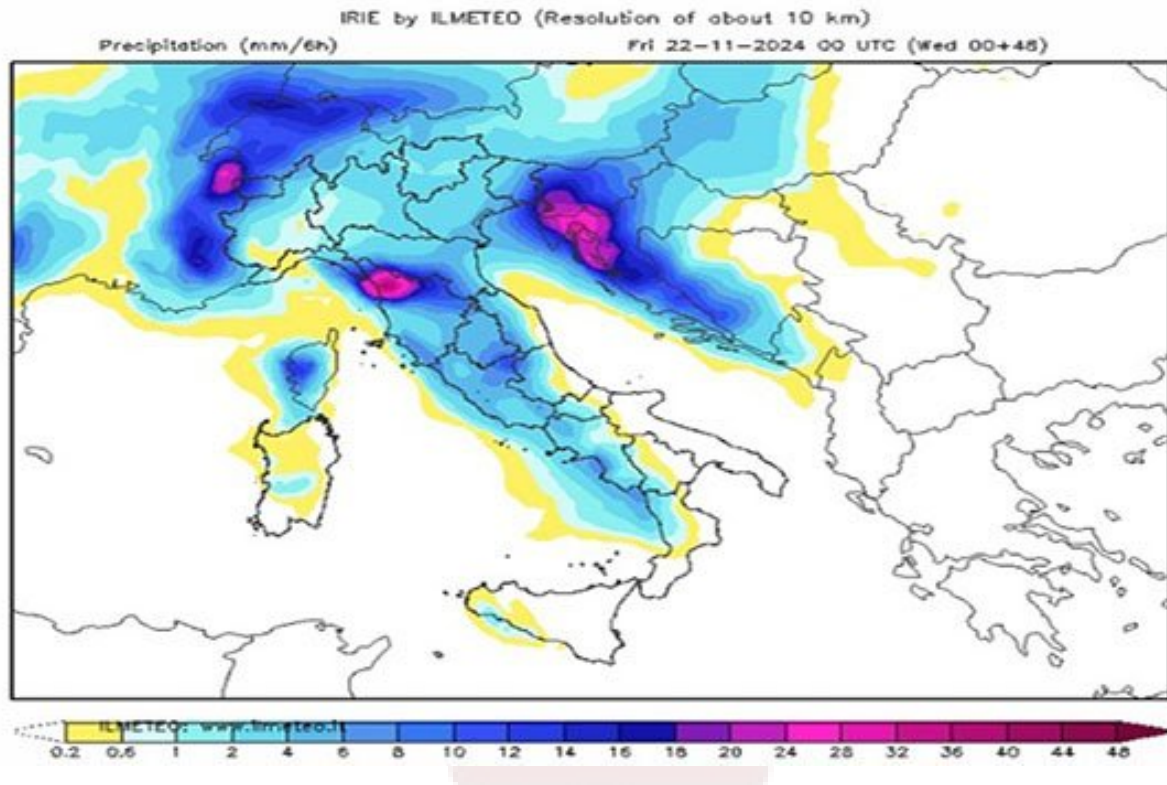 IRIE by ILMETEO (Resolution of about 10 km)
Precipitation (mm/6h) Fri 22-11-2024 00 UTC (Wed 00+48)
ILMETEO: www.ilmeteo.it
0.2 0.6 1 2 4 6 8 10 12 14 16 18 20 24 28 32 36 40 44 48